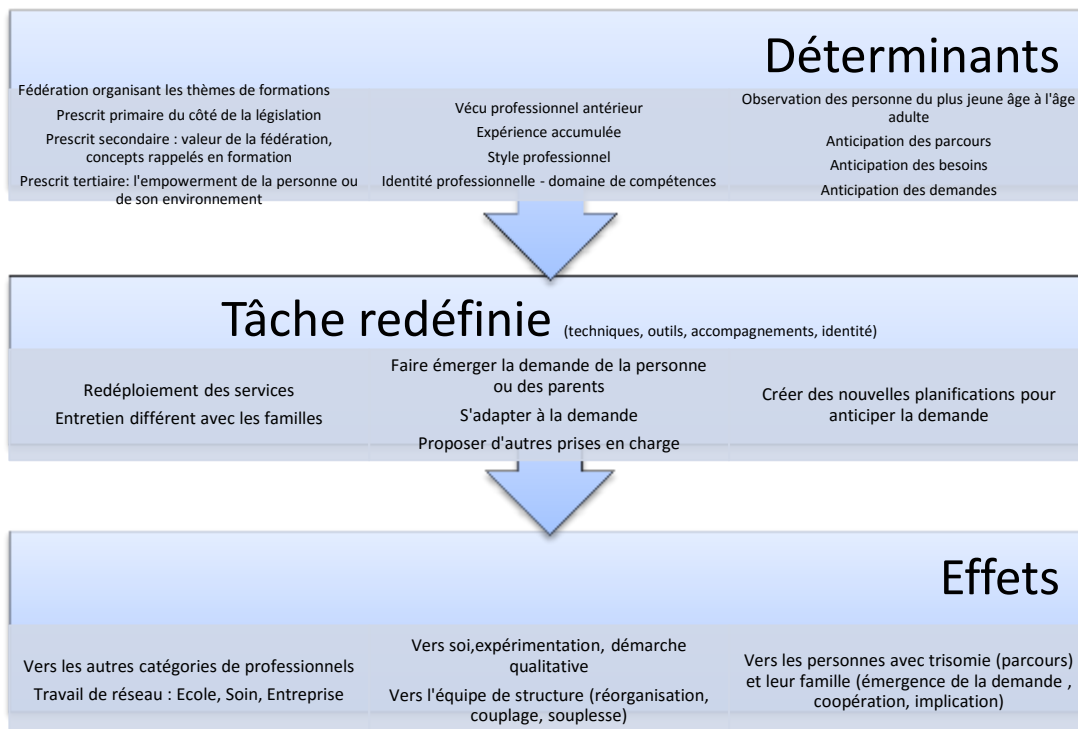 Déterminants
Fédération organisant les thèmes de formations
Prescrit primaire du côté de la législation
Prescrit secondaire : valeur de la fédération,
concepts rappelés en formation
Prescrit tertiaire: l'empowerment de la personne ou
de son environnement
Vécu professionnel antérieur
Expérience accumulée
Style professionnel
Identité professionnelle - domaine de compétences
Observation des personne du plus jeune âge à l'âge
adulte
Anticipation des parcours
Anticipation des besoins
Anticipation des demandes
Tâche redéfinie (techniques, outils, accompagnements, identité)
Redéploiement des services
Entretien différent avec les familles
Faire émerger la demande de la personne
ou des parents
S'adapter à la demande
Proposer d'autres prises en charge
Créer des nouvelles planifications pour
anticiper la demande
Effets
Vers les autres catégories de professionnels
Travail de réseau : Ecole, Soin, Entreprise
Vers soi,expérimentation, démarche
qualitative
Vers l'équipe de structure (réorganisation,
couplage, souplesse)
Vers les personnes avec trisomie (parcours)
et leur famille (émergence de la demande ,
coopération, implication)